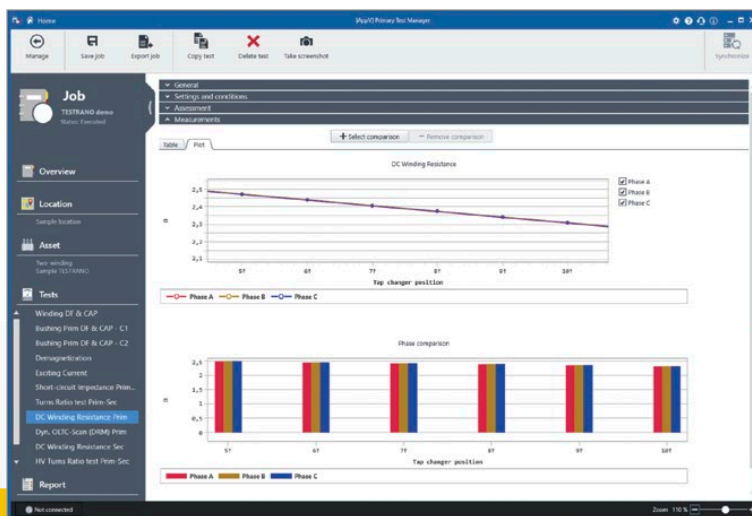 Home
[AppV] Primary Test Manager
Manage
Save job
Export job
Copy test
Delete test
Take screenshot
Synchronize
Job
TESTRANO demo
Status: Executed
Overview
Location
Sample location
Asset
Two-winding
Sample TESTRANO
Tests
Winding DF & CAP
Bushing Prim DF & CAP - C1
Bushing Prim DF & CAP - C2
Demagnetization
Exciting Current
Short-circuit Impedance Prim...
Turns Ratio test Prim-Sec
DC Winding Resistance Prim
Dyn. OLTC-Scan (DRM) Prim
DC Winding Resistance Sec
HV Turns Ratio test Prim-Sec
Report
General
Settings and conditions
Assessment
Measurements
Select comparison
Remove comparison
Table
Plot
DC Winding Resistance
2,5
2,4
2,3
2,2
2,1
Ω
5↑ 6↑ 7↑ 8↑ 9↑ 10↑
Tap changer position
Phase A
Phase B
Phase C
Phase A Phase B Phase C
Phase comparison
2,5
2
1,5
1
0,5
0
Ω
5↑ 6↑ 7↑ 8↑ 9↑ 10↑
Tap changer position
Phase A Phase B Phase C
Not connected
Zoom 110 %